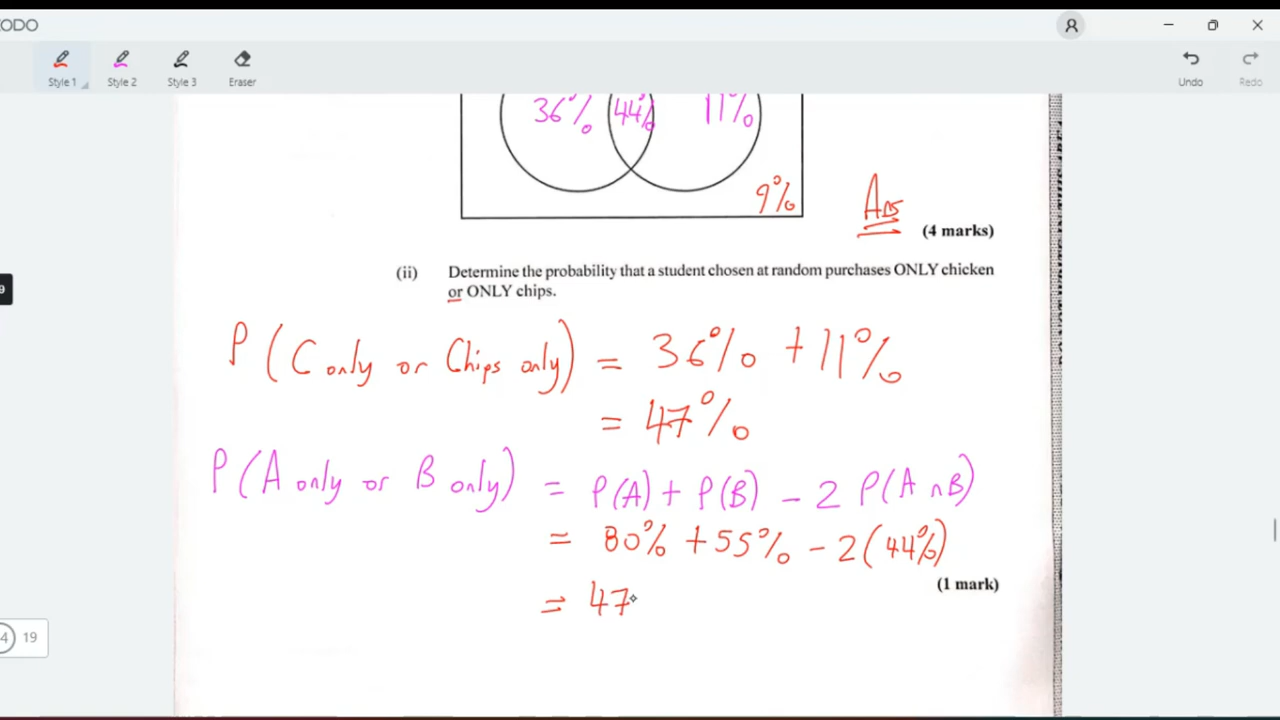 ODO
Style 1 Style 2 Style 3 Eraser Undo Redo
36% 44% 11%
9%
Ans
(4 marks)
(ii) Determine the probability that a student chosen at random purchases ONLY chicken
or ONLY chips.
P(C only or Chips only) = 36% + 11%
= 47%
P(A only or B only) = P(A) + P(B) - 2 P(A ∩ B)
= 80% + 55% - 2(44%)
(1 mark)
= 47
4 19